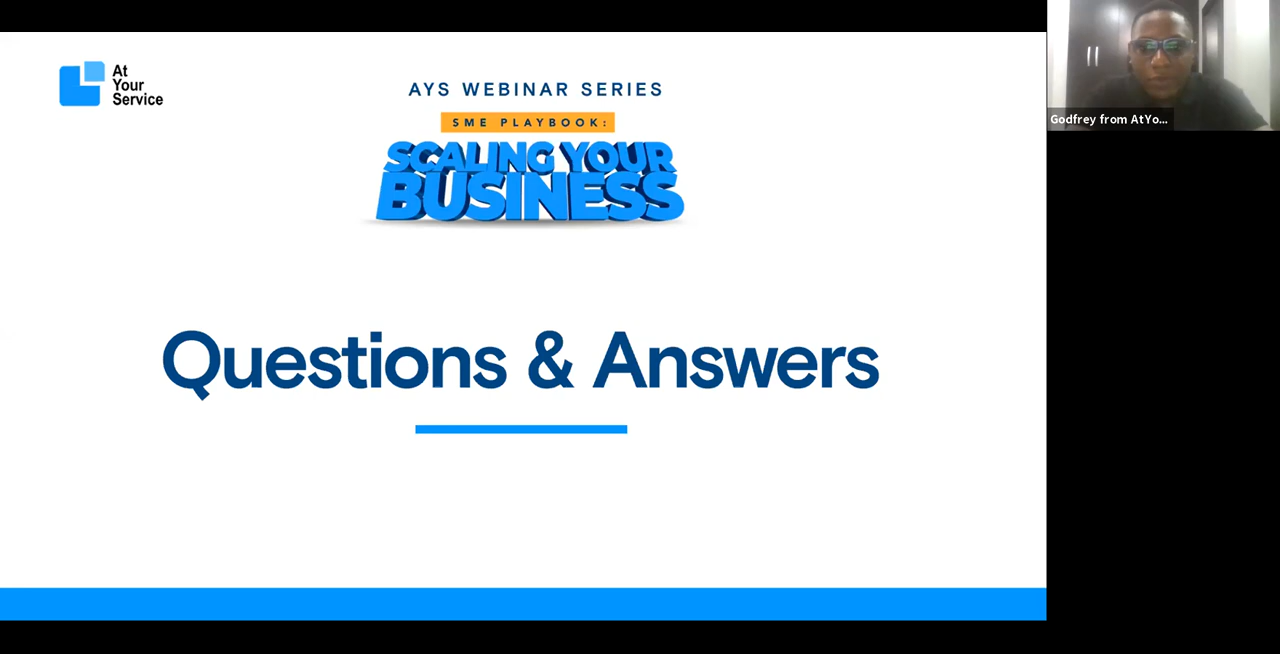 At
Your
Service
AYS WEBINAR SERIES
SME PLAYBOOK:
SCALING YOUR
BUSINESS
Questions & Answers
Godfrey from AtYo...